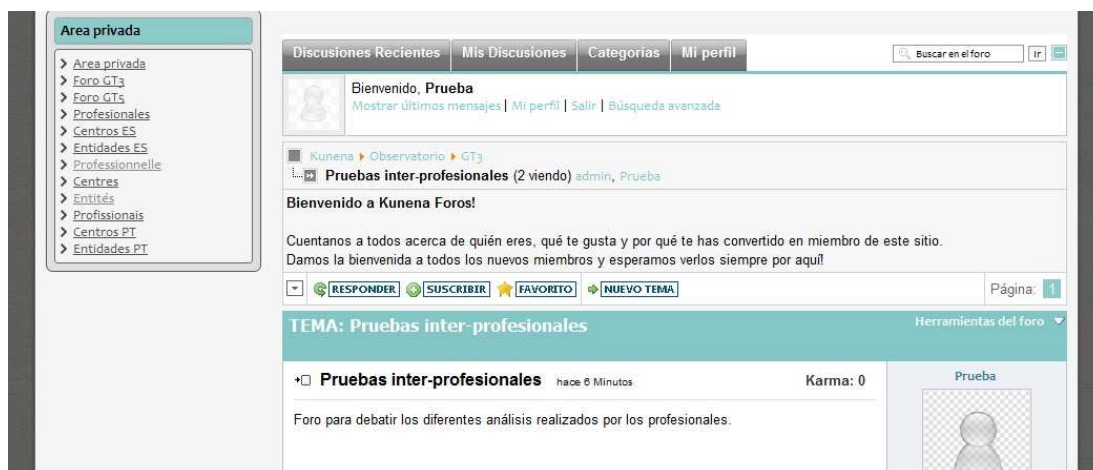 Area privada
Area privada
Foro GT3
Foro GT5
Profesionales
Centros ES
Entidades ES
Professionnelle
Centres
Entités
Profissionais
Centros PT
Entidades PT
Discusiones Recientes Mis Discusiones Categorías Mi perfil
Buscar en el foro Ir
Bienvenido, Prueba
Mostrar últimos mensajes | Mi perfil | Salir | Búsqueda avanzada
Kunena Observatorio GT3
Pruebas inter-profesionales (2 viendo) admin, Prueba
Bienvenido a Kunena Foros!
Cuentanos a todos acerca de quién eres, qué te gusta y por qué te has convertido en miembro de este sitio.
Damos la bienvenida a todos los nuevos miembros y esperamos verlos siempre por aquí!
RESPONDER SUSCRIBIR FAVORITO NUEVO TEMA Página: 1
TEMA: Pruebas inter-profesionales Herramientas del foro
Pruebas inter-profesionales hace 6 Minutos Karma: 0
Prueba
Foro para debatir los diferentes análisis realizados por los profesionales.